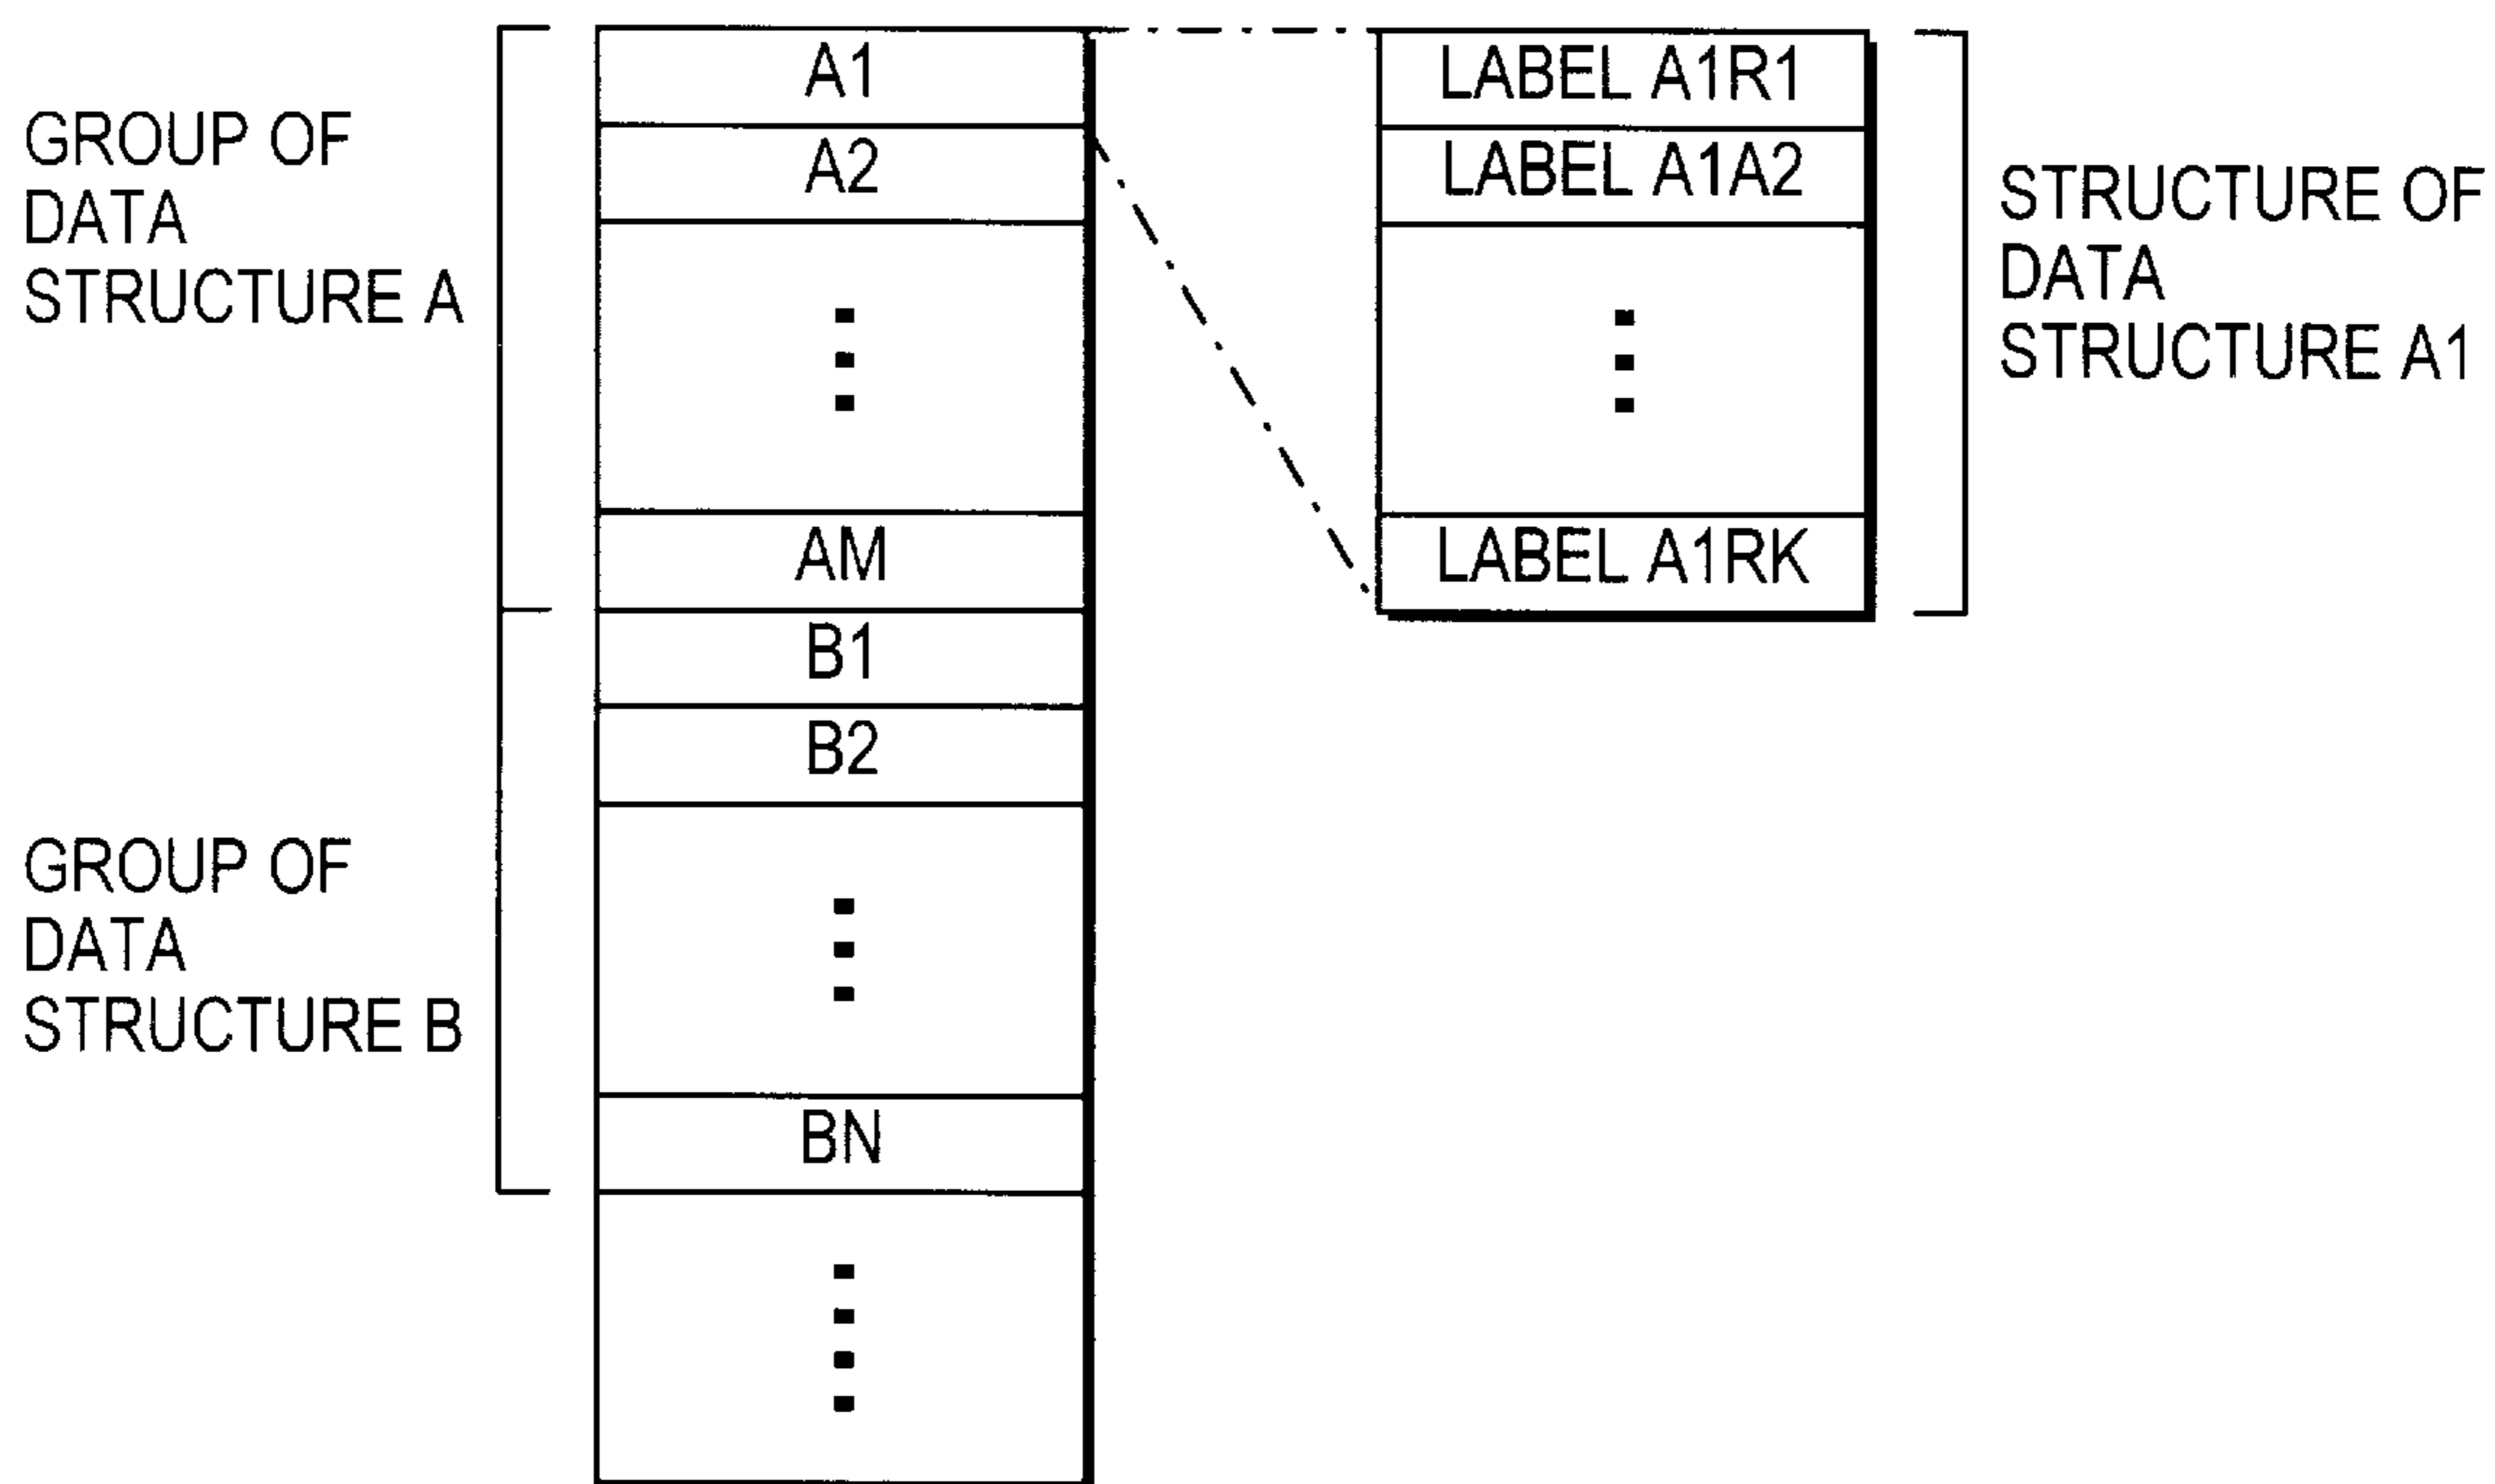 GROUP OF
DATA
STRUCTURE A
A1
A2
AM
GROUP OF
DATA
STRUCTURE B
B1
B2
BN
LABEL A1R1
LABEL A1A2
LABEL A1RK
STRUCTURE OF
DATA
STRUCTURE A1